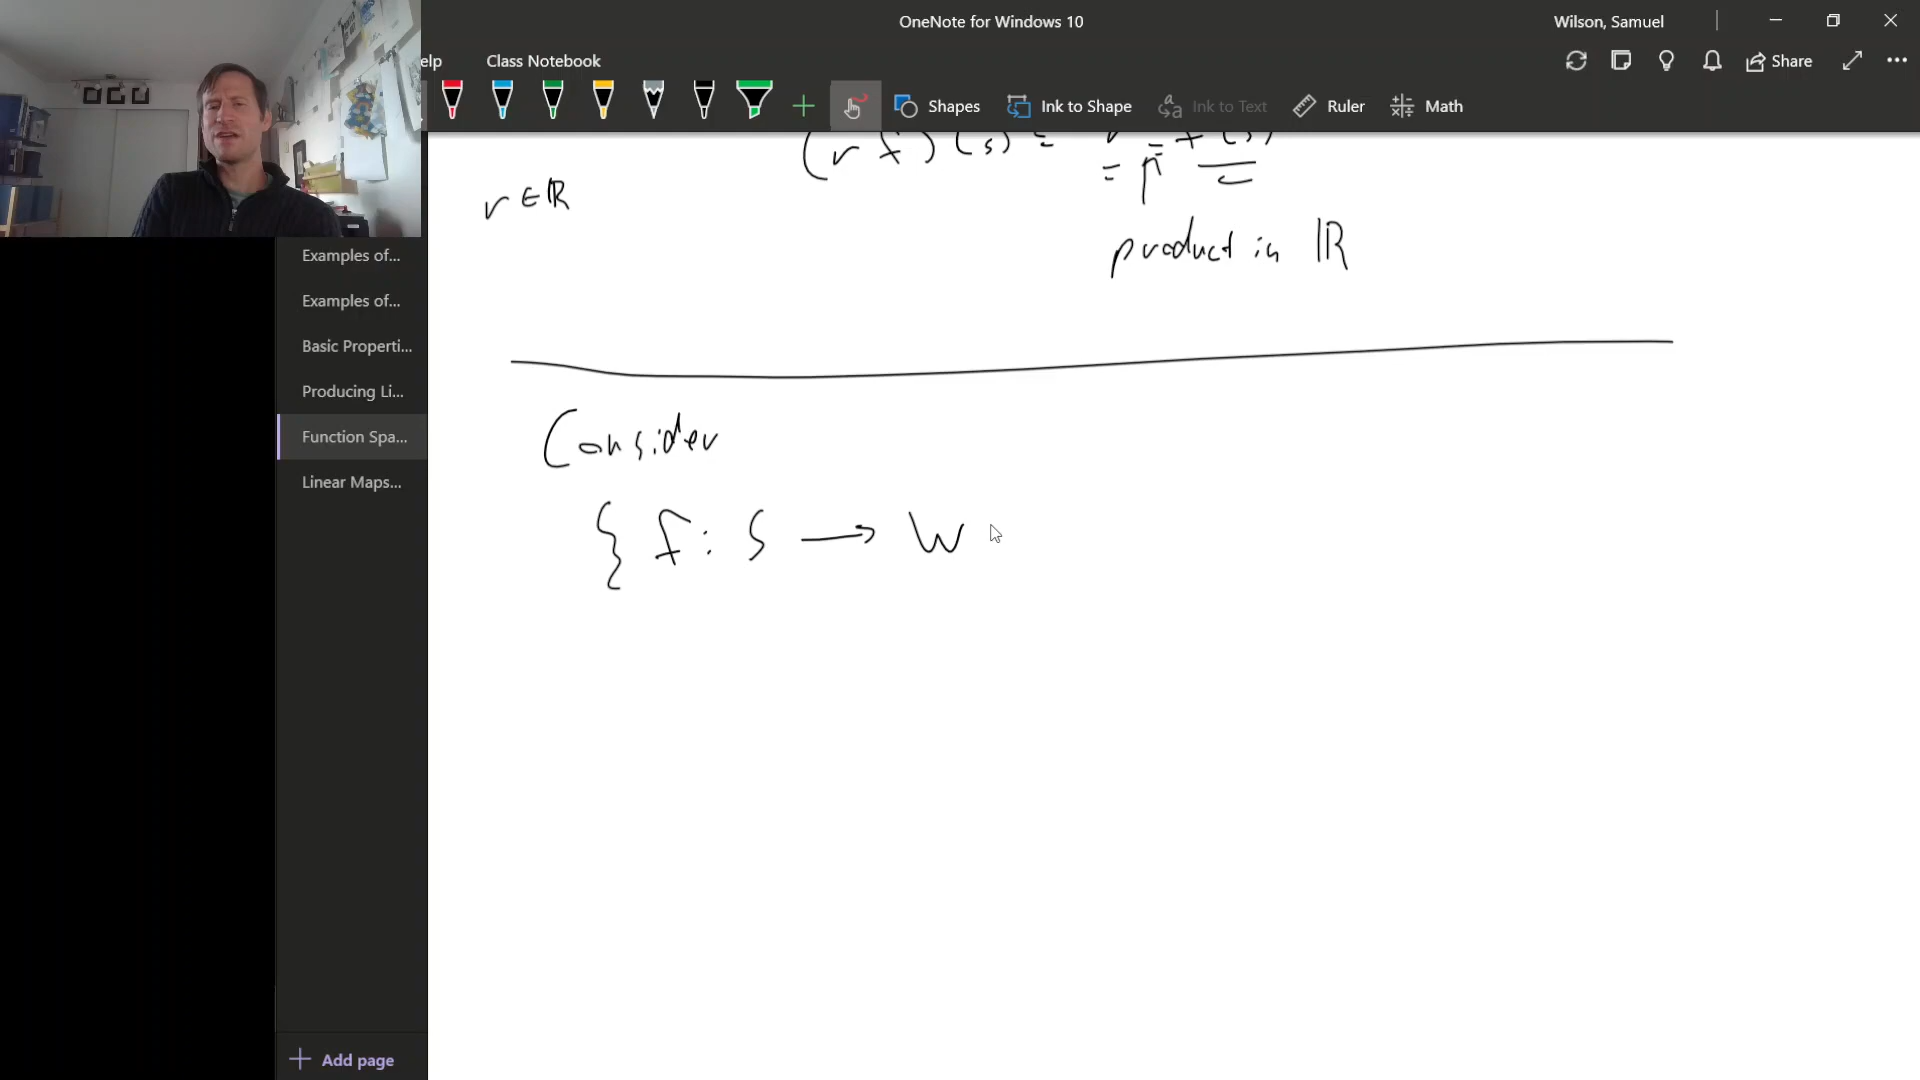 OneNote for Windows 10
Wilson, Samuel
elp
Class Notebook
Share
Shapes
Ink to Shape
Ink to Text
Ruler
Math
(r f)(s) =
r ∈ ℝ
product in ℝ
Examples of...
Examples of...
Basic Properti...
Producing Li...
Function Spa...
Linear Maps...
Consider
{ f: S → W
Add page